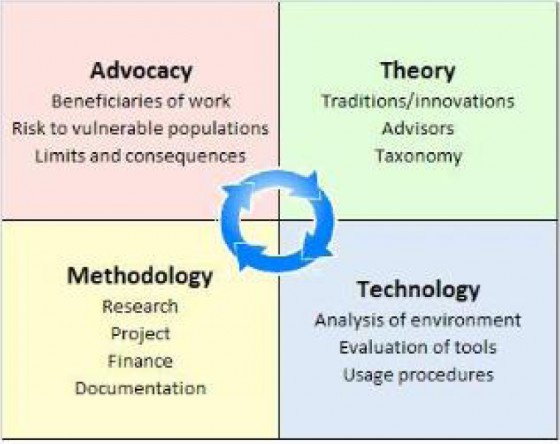 Advocacy
Beneficiaries of work
Risk to vulnerable populations
Limits and consequences
Theory
Traditions/innovations
Advisors
Taxonomy
Methodology
Research
Project
Finance
Documentation
Technology
Analysis of environment
Evaluation of tools
Usage procedures